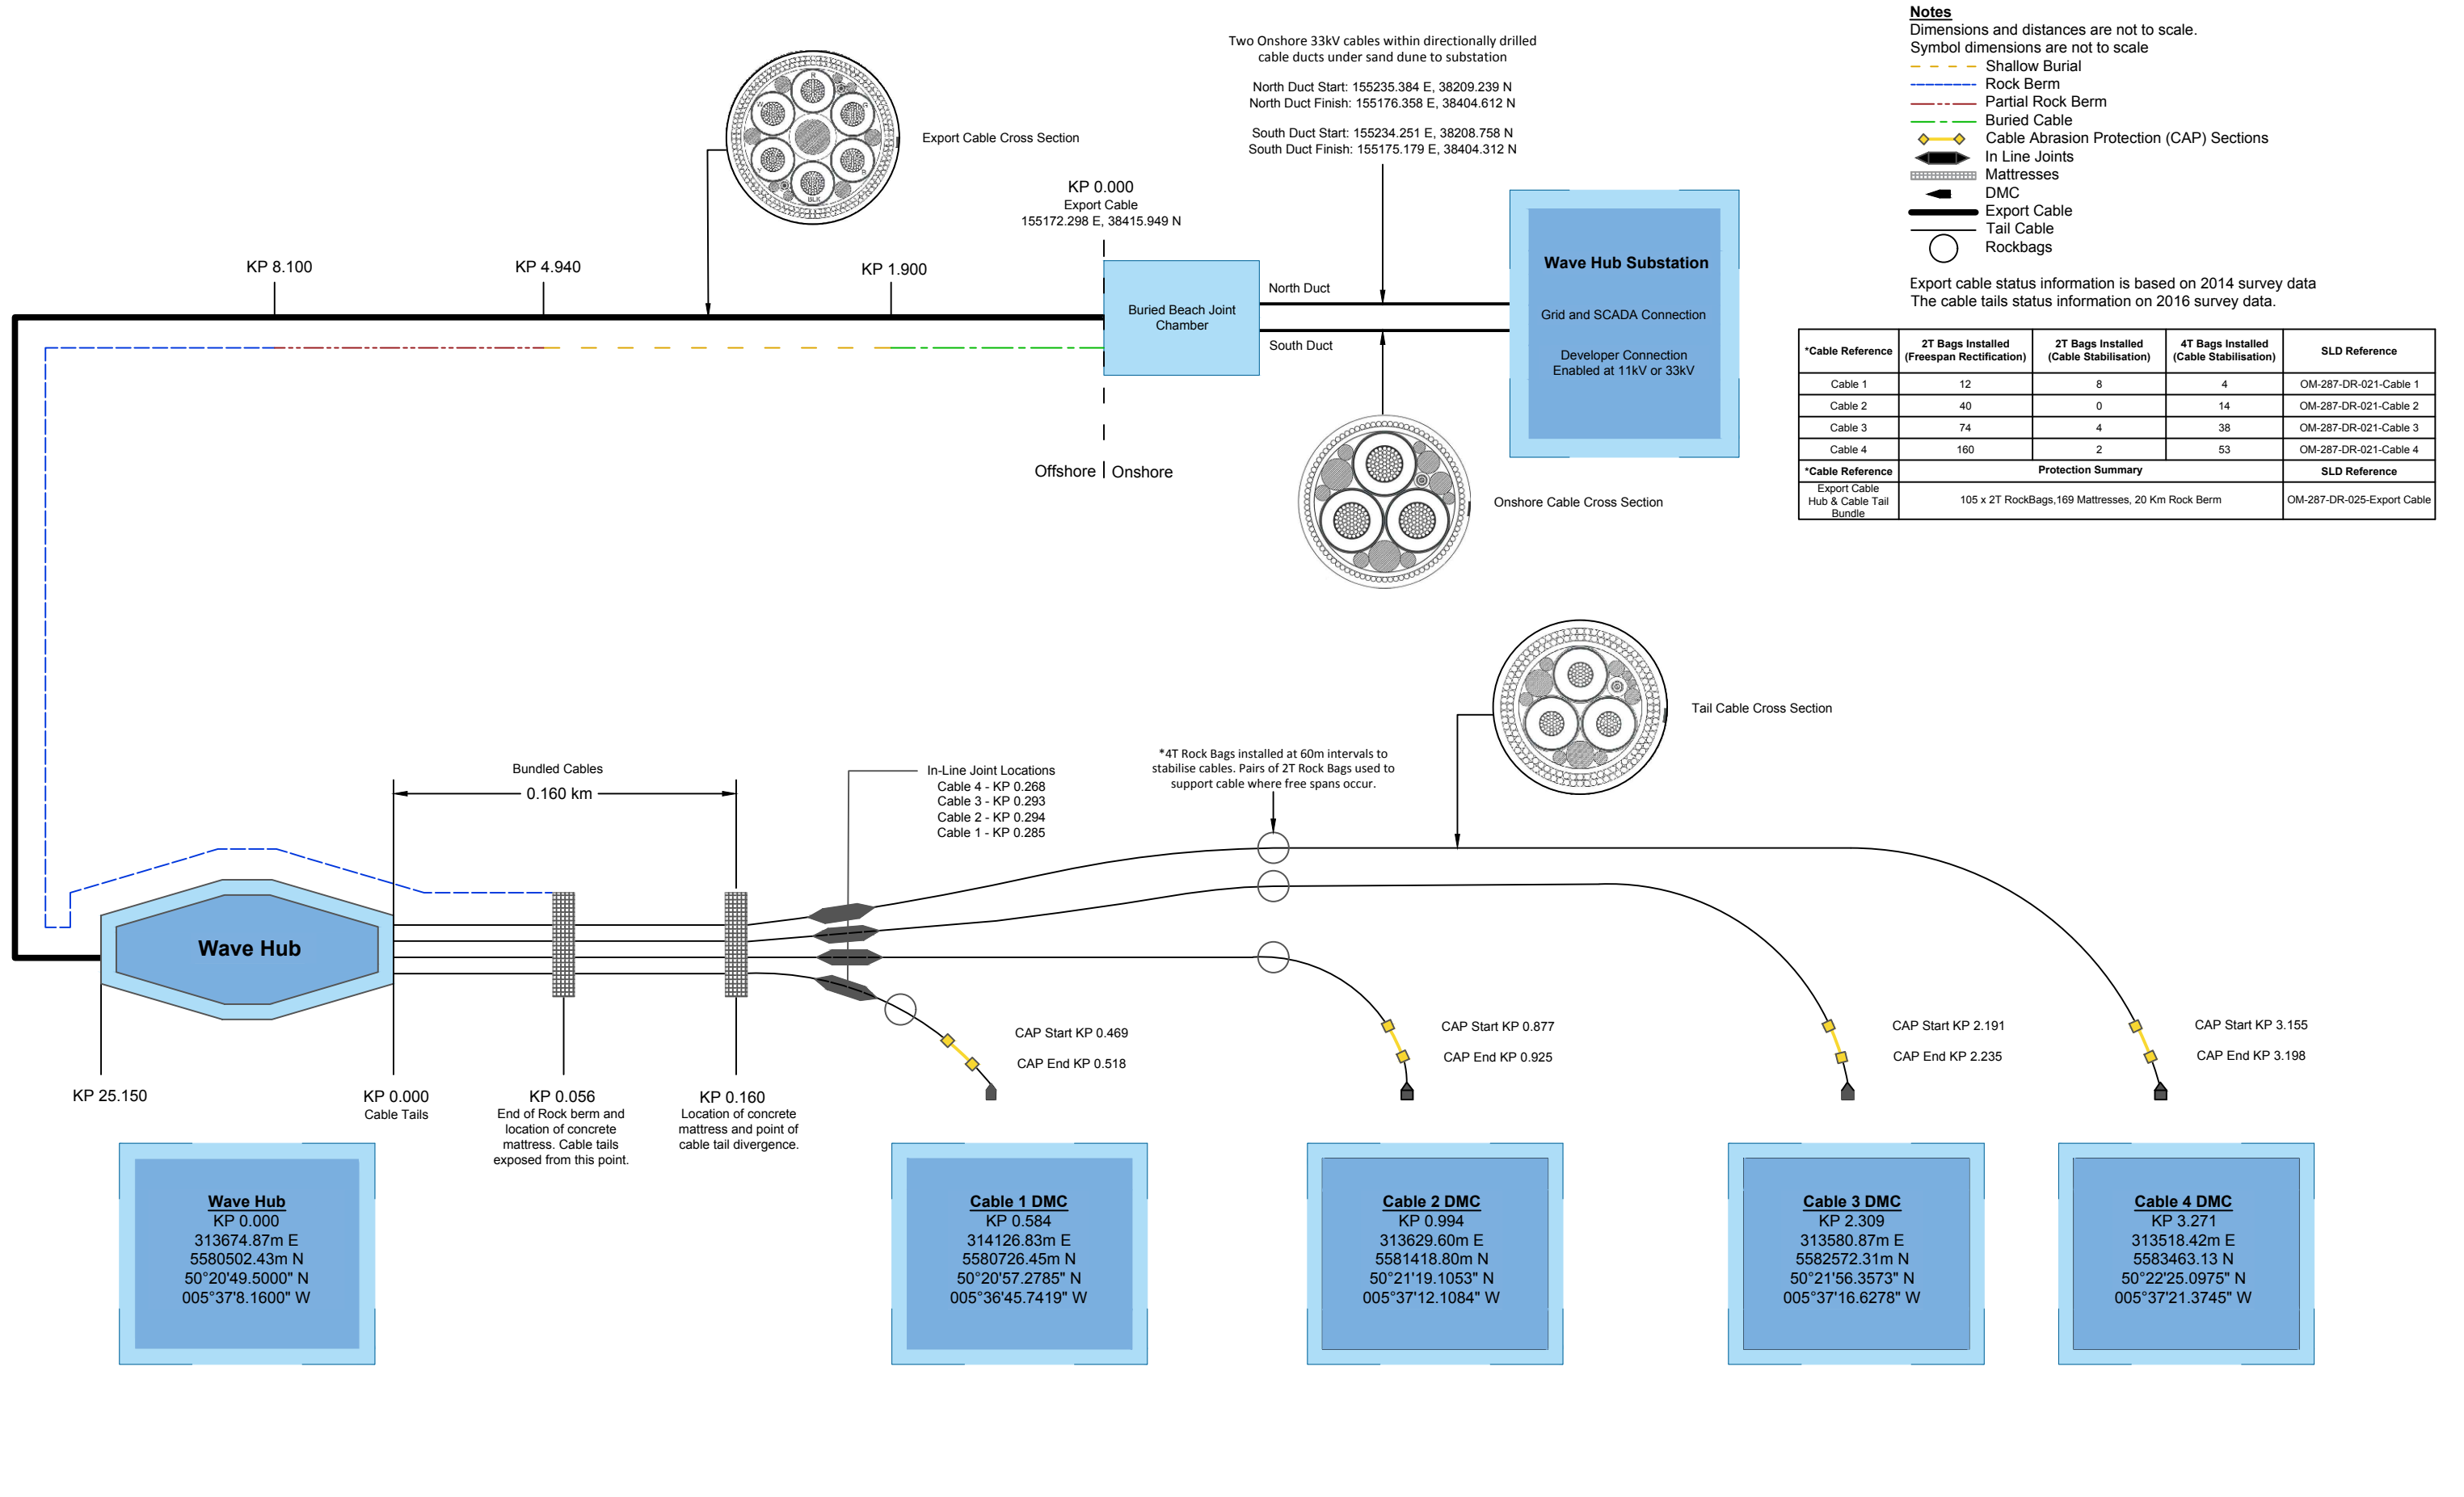 Notes
Dimensions and distances are not to scale.
Symbol dimensions are not to scale
Shallow Burial
Rock Berm
Partial Rock Berm
Buried Cable
Cable Abrasion Protection (CAP) Sections
In Line Joints
Mattresses
DMC
Export Cable
Tail Cable
Rockbags
Export cable status information is based on 2014 survey data
The cable tails status information on 2016 survey data.
Two Onshore 33kV cables within directionally drilled
cable ducts under sand dune to substation
North Duct Start: 155235.384 E, 38209.239 N
North Duct Finish: 155176.358 E, 38404.612 N
South Duct Start: 155234.251 E, 38208.758 N
South Duct Finish: 155175.179 E, 38404.312 N
Export Cable Cross Section
KP 0.000
Export Cable
155172.298 E, 38415.949 N
KP 8.100
KP 4.940
KP 1.900
Buried Beach Joint
Chamber
North Duct
South Duct
Wave Hub Substation
Grid and SCADA Connection
Developer Connection
Enabled at 11kV or 33kV
Offshore
Onshore
Onshore Cable Cross Section
*Cable Reference 2T Bags Installed (Freespan Rectification) 2T Bags Installed (Cable Stabilisation) 4T Bags Installed (Cable Stabilisation) SLD Reference
Cable 1 12 8 4 OM-287-DR-021-Cable 1
Cable 2 40 0 14 OM-287-DR-021-Cable 2
Cable 3 74 4 38 OM-287-DR-021-Cable 3
Cable 4 160 2 53 OM-287-DR-021-Cable 4
*Cable Reference Protection Summary SLD Reference
Export Cable Hub & Cable Tail Bundle 105 x 2T RockBags,169 Mattresses, 20 Km Rock Berm OM-287-DR-025-Export Cable
Tail Cable Cross Section
Bundled Cables
0.160 km
In-Line Joint Locations
Cable 4 - KP 0.268
Cable 3 - KP 0.293
Cable 2 - KP 0.294
Cable 1 - KP 0.285
*4T Rock Bags installed at 60m intervals to
stabilise cables. Pairs of 2T Rock Bags used to
support cable where free spans occur.
Wave Hub
CAP Start KP 0.469
CAP End KP 0.518
CAP Start KP 0.877
CAP End KP 0.925
CAP Start KP 2.191
CAP End KP 2.235
CAP Start KP 3.155
CAP End KP 3.198
KP 25.150
KP 0.000
Cable Tails
KP 0.056
End of Rock berm and
location of concrete
mattress. Cable tails
exposed from this point.
KP 0.160
Location of concrete
mattress and point of
cable tail divergence.
Wave Hub
KP 0.000
313674.87m E
5580502.43m N
50°20'49.5000" N
005°37'8.1600" W
Cable 1 DMC
KP 0.584
314126.83m E
5580726.45m N
50°20'57.2785" N
005°36'45.7419" W
Cable 2 DMC
KP 0.994
313629.60m E
5581418.80m N
50°21'19.1053" N
005°37'12.1084" W
Cable 3 DMC
KP 2.309
313580.87m E
5582572.31m N
50°21'56.3573" N
005°37'16.6278" W
Cable 4 DMC
KP 3.271
313518.42m E
5583463.13 N
50°22'25.0975" N
005°37'21.3745" W